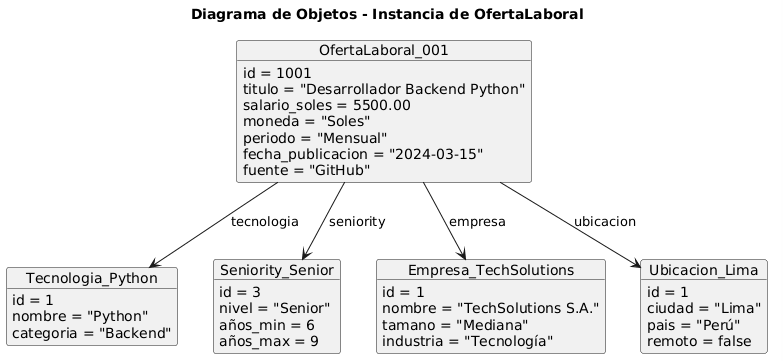 Diagrama de Objetos - Instancia de OfertaLaboral
OfertaLaboral_001
id = 1001
titulo = "Desarrollador Backend Python"
salario_soles = 5500.00
moneda = "Soles"
periodo = "Mensual"
fecha_publicacion = "2024-03-15"
fuente = "GitHub"
tecnologia
seniority
empresa
ubicacion
Tecnologia_Python
id = 1
nombre = "Python"
categoria = "Backend"
Seniority_Senior
id = 3
nivel = "Senior"
años_min = 6
años_max = 9
Empresa_TechSolutions
id = 1
nombre = "TechSolutions S.A."
tamano = "Mediana"
industria = "Tecnología"
Ubicacion_Lima
id = 1
ciudad = "Lima"
pais = "Perú"
remoto = false